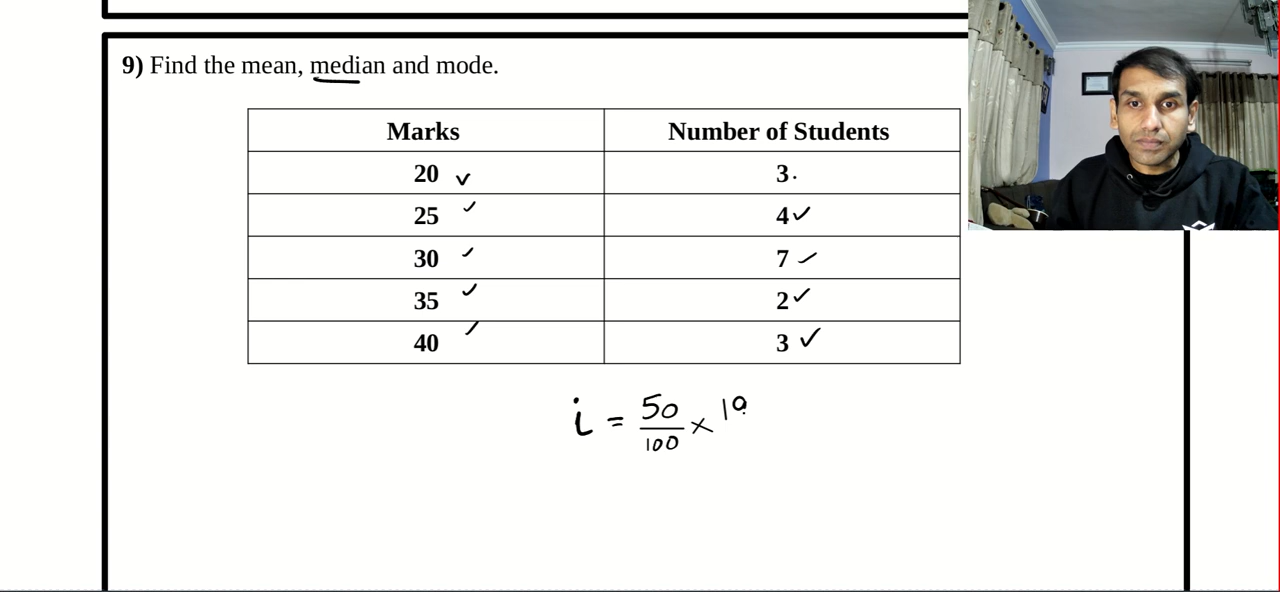 9) Find the mean, median and mode.
Marks Number of Students
20 3
25 4
30 7
35 2
40 3
i = 50/100 × 19